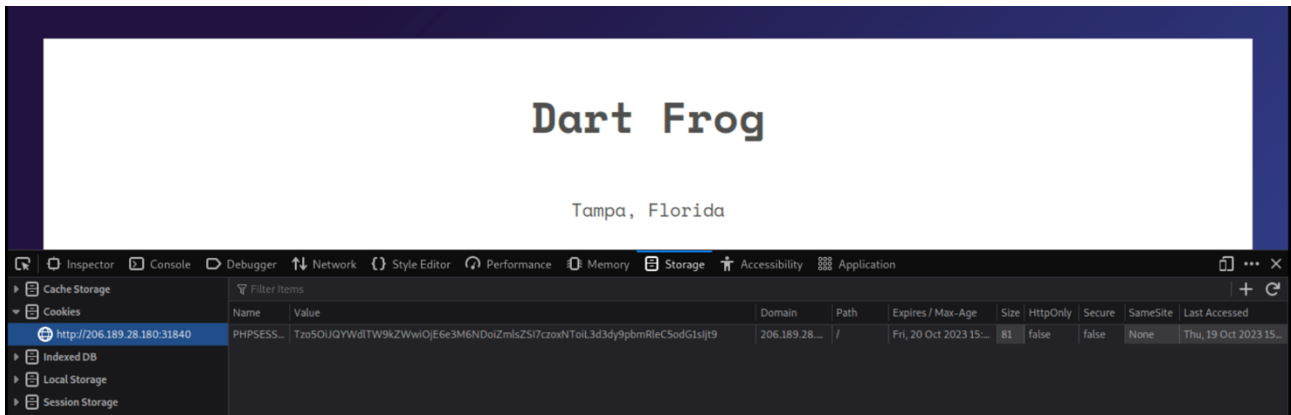 Dart Frog
Tampa, Florida
Inspector Console Debugger Network Style Editor Performance Memory Storage Accessibility Application
Cache Storage
Filter Items
Cookies
Name Value Domain Path Expires / Max-Age Size HttpOnly Secure SameSite Last Accessed
http://206.189.28.180:31840
PHPSESS... Tzo5OiJQYWdlTW9kZWwiOjE6e3M6NDoiZmlsZSI7czoxNToiL3d3dy9pbmRleC5odG1sIjt9 206.189.28.... / Fri, 20 Oct 2023 15:... 81 false false None Thu, 19 Oct 2023 15...
Indexed DB
Local Storage
Session Storage